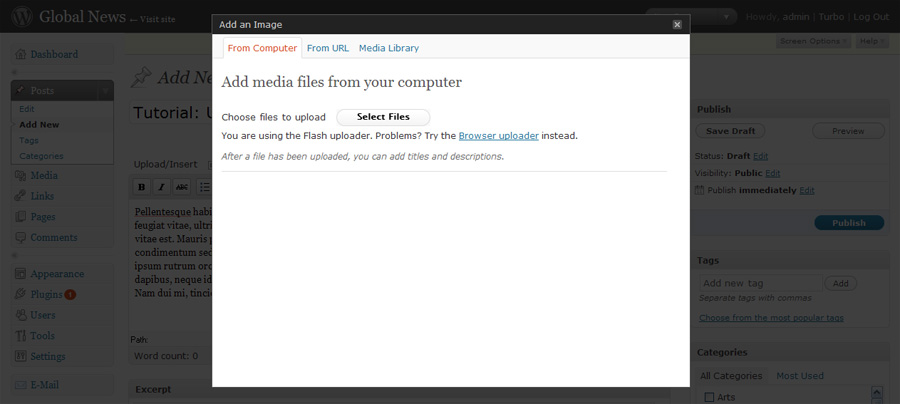 Global News ← Visit site
Howdy, admin | Turbo | Log Out
Screen Options
Help
Dashboard
Posts
Edit
Add New
Tags
Categories
Media
Links
Pages
Comments
Appearance
Plugins 1
Users
Tools
Settings
E-Mail
Add Ne
Tutorial: U
Upload/Insert
B I ABC
Pellentesque habi
feugiat vitae, ultri
vitae est. Mauris p
condimentum sed
ipsum rutrum orc
dapibus, neque id
Nam dui mi, tincid
Path:
Word count: 0
Excerpt
Add an Image
From Computer
From URL
Media Library
Add media files from your computer
Choose files to upload
Select Files
You are using the Flash uploader. Problems? Try the Browser uploader instead.
After a file has been uploaded, you can add titles and descriptions.
Publish
Save Draft
Preview
Status: Draft Edit
Visibility: Public Edit
Publish immediately Edit
Publish
Tags
Add new tag
Add
Separate tags with commas
Choose from the most popular tags
Categories
All Categories
Most Used
Arts